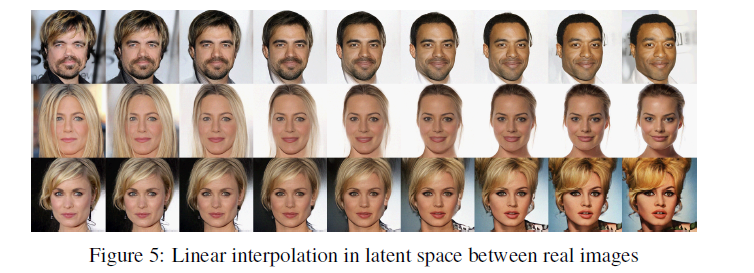 Figure 5: Linear interpolation in latent space between real images